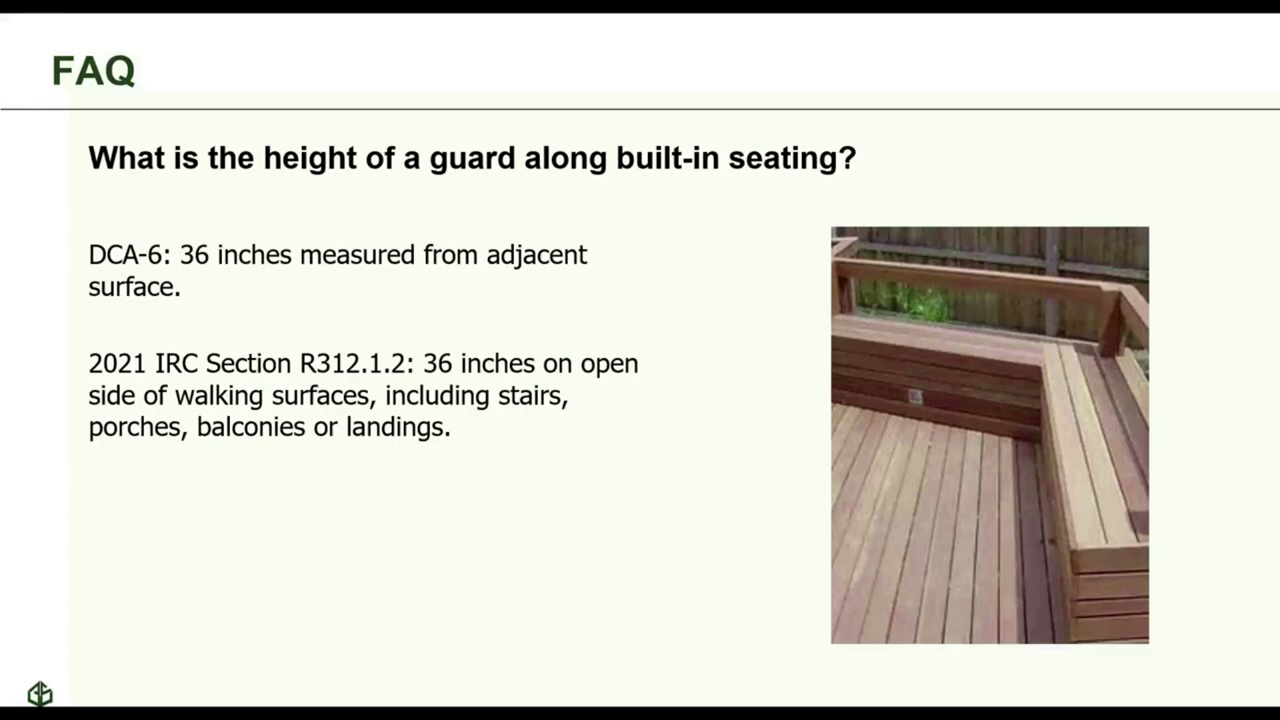 FAQ
What is the height of a guard along built-in seating?
DCA-6: 36 inches measured from adjacent
surface.
2021 IRC Section R312.1.2: 36 inches on open
side of walking surfaces, including stairs,
porches, balconies or landings.